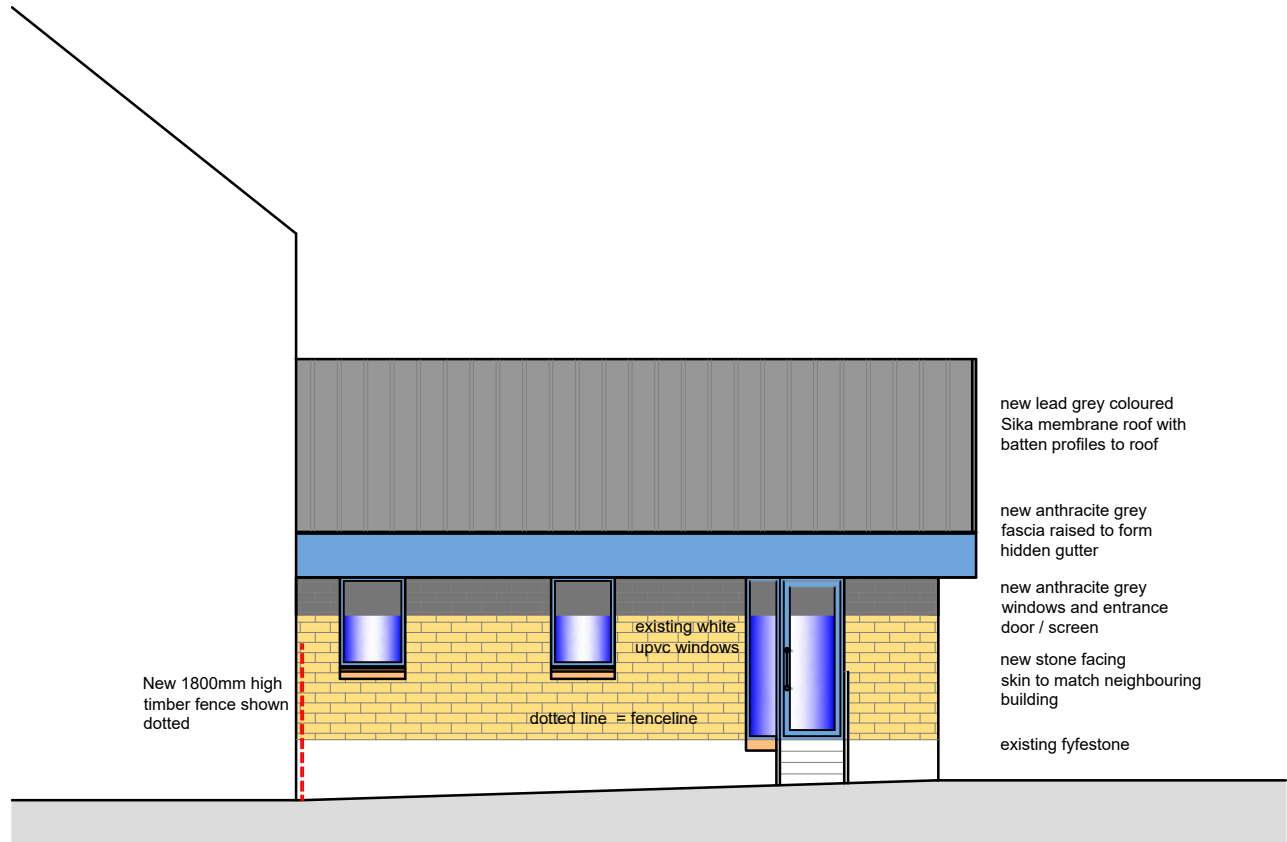 new lead grey coloured
Sika membrane roof with
batten profiles to roof
new anthracite grey
fascia raised to form
hidden gutter
new anthracite grey
windows and entrance
door / screen
existing white
upvc windows
new stone facing
skin to match neighbouring
building
New 1800mm high
timber fence shown
dotted
dotted line = fenceline
existing fyfestone